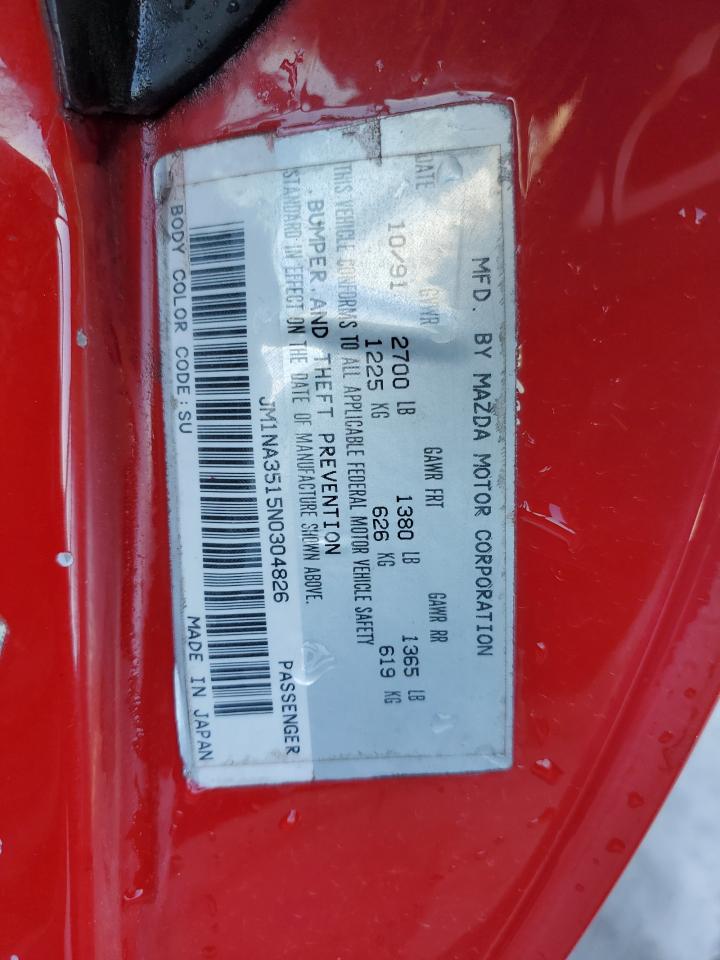 MFD. BY MAZDA MOTOR CORPORATION
DATE GVWR GAWR FRT GAWR RR
10/91 2700 LB 1380 LB 1365 LB
1225 KG 626 KG 619 KG
THIS VEHICLE CONFORMS TO ALL APPLICABLE FEDERAL MOTOR VEHICLE SAFETY
, BUMPER, AND THEFT PREVENTION
STANDARD IN EFFECT ON THE DATE OF MANUFACTURE SHOWN ABOVE.
JM1NA3515N0304826 PASSENGER
BODY COLOR CODE:SU MADE IN JAPAN